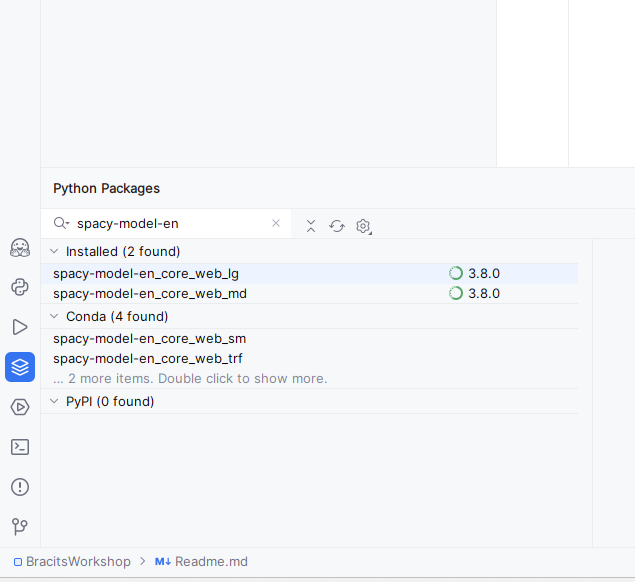 Python Packages
spacy-model-en
Installed (2 found)
spacy-model-en_core_web_lg 3.8.0
spacy-model-en_core_web_md 3.8.0
Conda (4 found)
spacy-model-en_core_web_sm
spacy-model-en_core_web_trf
... 2 more items. Double click to show more.
PyPI (0 found)
BracitsWorkshop > M↓ Readme.md